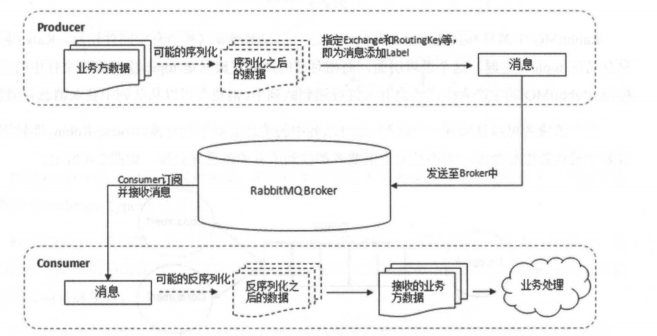 Producer
业务方数据
可能的序列化
序列化之后
的数据
指定Exchange和RoutingKey等,
即为消息添加Label
消息
发送至Broker中
RabbitMQ Broker
Consumer订阅
并接收消息
Consumer
消息
可能的反序列化
反序列化之
后的数据
接收的业务
方数据
业务处理